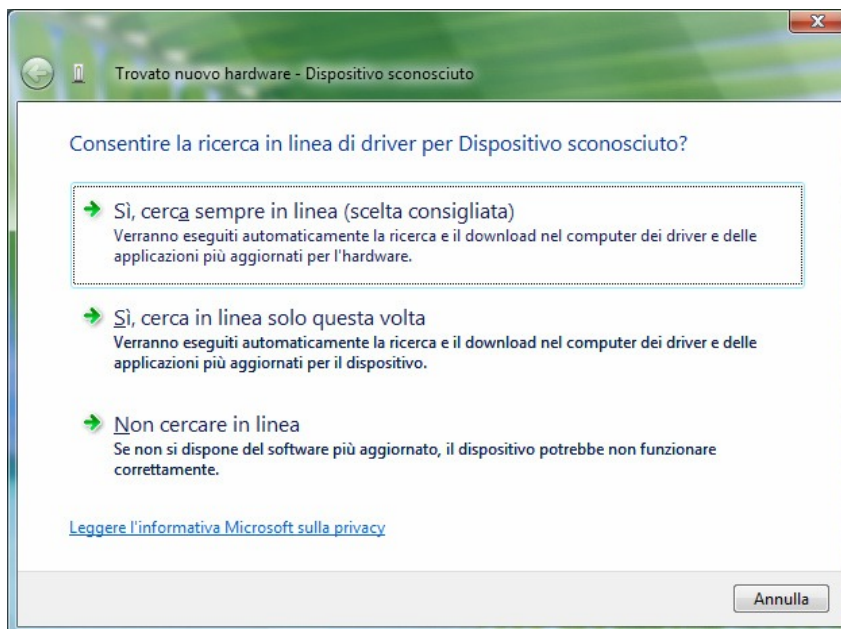 Trovato nuovo hardware - Dispositivo sconosciuto
Consentire la ricerca in linea di driver per Dispositivo sconosciuto?
Sì, cerca sempre in linea (scelta consigliata)
Verranno eseguiti automaticamente la ricerca e il download nel computer dei driver e delle
applicazioni più aggiornati per l'hardware.
Sì, cerca in linea solo questa volta
Verranno eseguiti automaticamente la ricerca e il download nel computer dei driver e delle
applicazioni più aggiornati per il dispositivo.
Non cercare in linea
Se non si dispone del software più aggiornato, il dispositivo potrebbe non funzionare
correttamente.
Leggere l'informativa Microsoft sulla privacy
Annulla